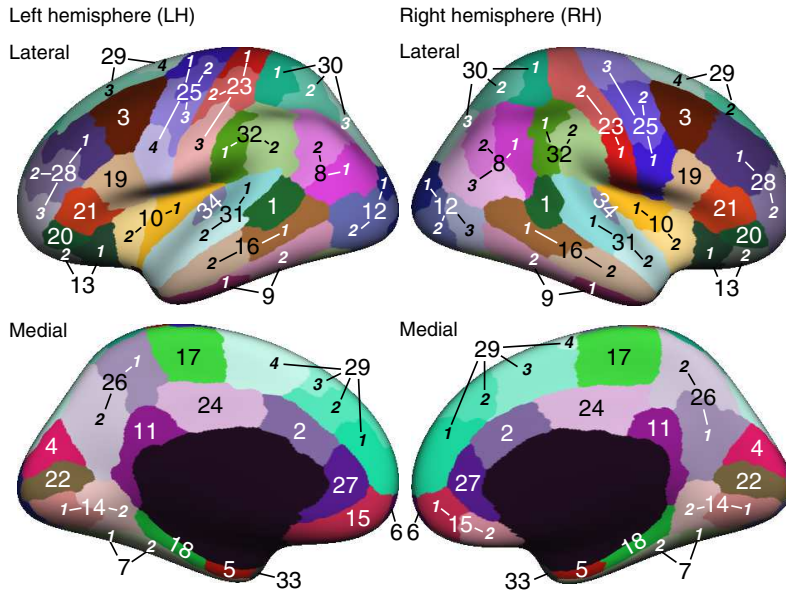 Left hemisphere (LH) Right hemisphere (RH)
Lateral Lateral
29 4 1 2 1 30 1 2 3 25 2 23 1 3 4 3 3 32 1 2 2 8 1 1 28 2 3 19 21 20 2 1 13 10 1 2 34 1 31 2 1 16 1 2 2 1 9 12 1 2
30 1 2 3 3 4 29 2 2 25 1 2 23 1 3 2 1 8 3 1 32 2 1 28 2 19 21 20 2 1 13 1 10 2 34 1 31 2 1 1 16 2 2 1 9 1 12 2 3
Medial Medial
17 4 29 3 2 1 1 26 2 24 2 11 4 22 27 15 1 14 2 1 2 7 18 5 33 6
29 4 3 2 1 17 2 26 1 24 2 11 4 22 27 1 15 2 2 14 1 2 1 7 18 5 33 6